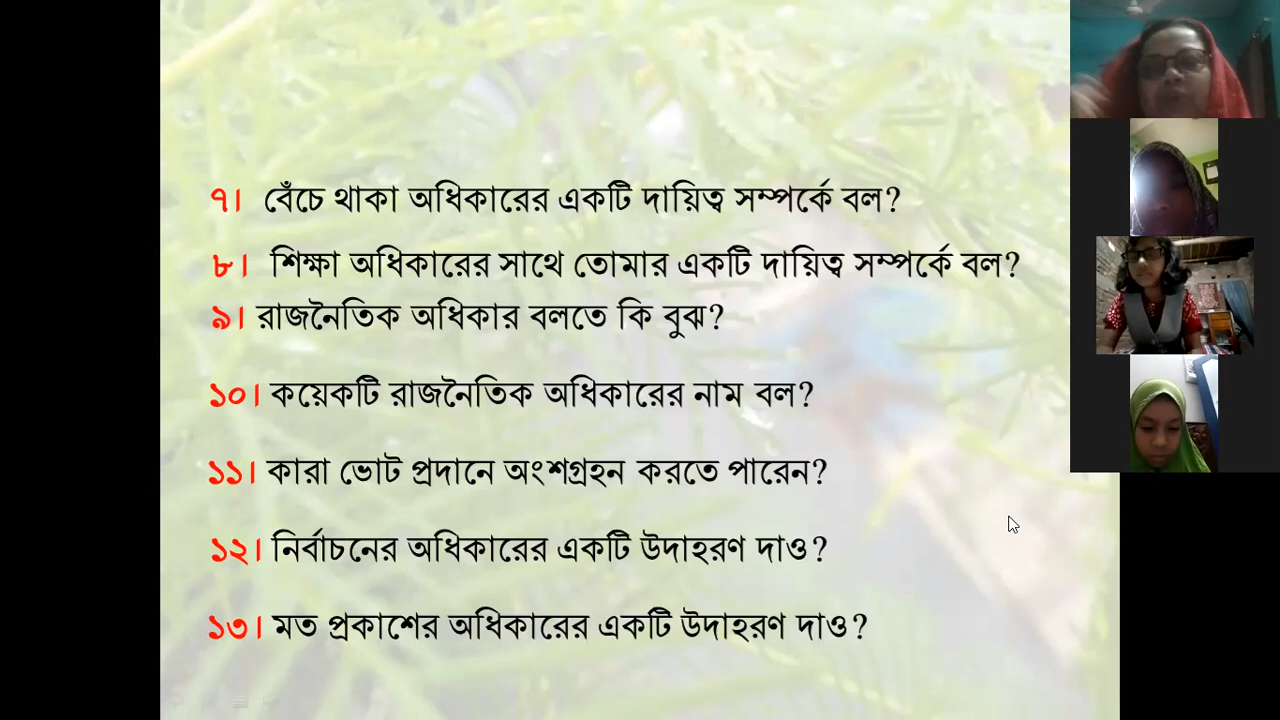 ৭। বেঁচে থাকা অধিকারের একটি দায়িত্ব সম্পর্কে বল?
৮। শিক্ষা অধিকারের সাথে তোমার একটি দায়িত্ব সম্পর্কে বল?
৯। রাজনৈতিক অধিকার বলতে কি বুঝ?
১০। কয়েকটি রাজনৈতিক অধিকারের নাম বল?
১১। কারা ভোট প্রদানে অংশগ্রহন করতে পারেন?
১২। নির্বাচনের অধিকারের একটি উদাহরণ দাও?
১৩। মত প্রকাশের অধিকারের একটি উদাহরণ দাও?